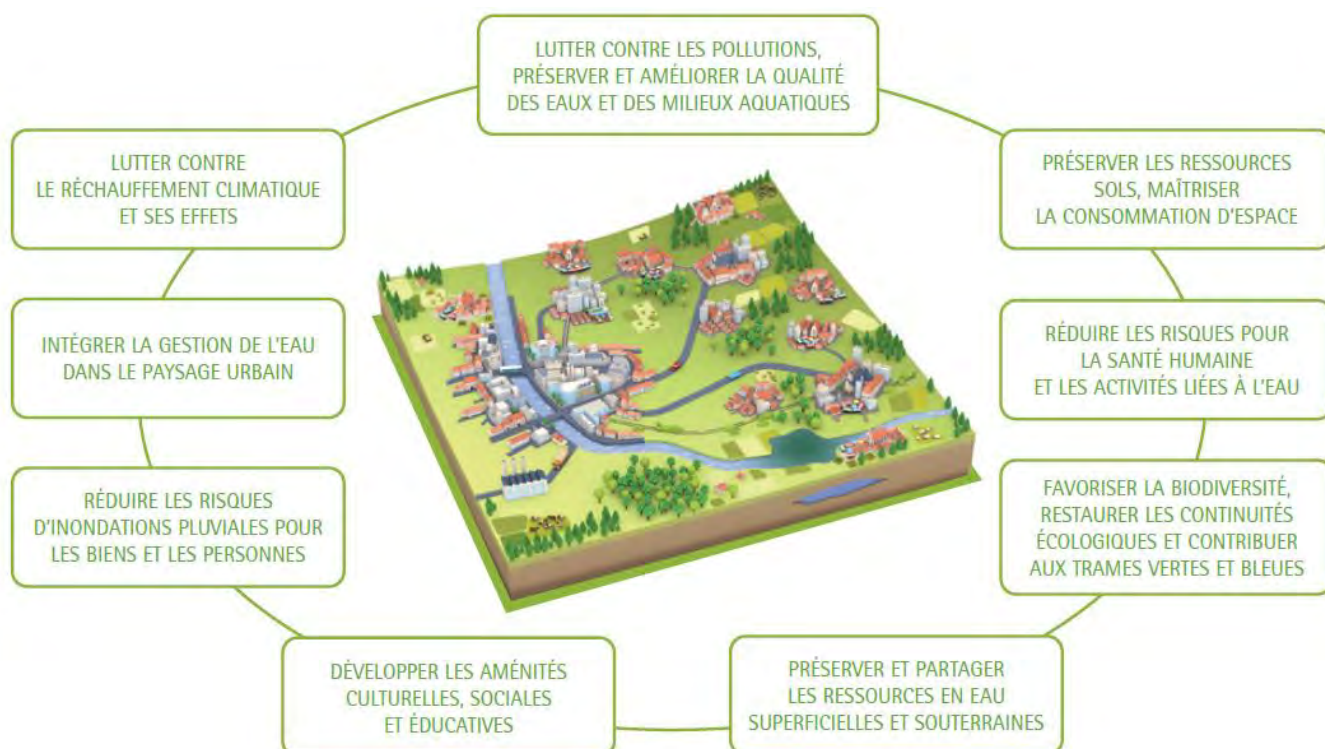 LUTTER CONTRE LES POLLUTIONS,
PRÉSERVER ET AMÉLIORER LA QUALITÉ
DES EAUX ET DES MILIEUX AQUATIQUES
LUTTER CONTRE
LE RÉCHAUFFEMENT CLIMATIQUE
ET SES EFFETS
PRÉSERVER LES RESSOURCES
SOLS, MAÎTRISER
LA CONSOMMATION D'ESPACE
INTÉGRER LA GESTION DE L'EAU
DANS LE PAYSAGE URBAIN
RÉDUIRE LES RISQUES POUR
LA SANTÉ HUMAINE
ET LES ACTIVITÉS LIÉES À L'EAU
RÉDUIRE LES RISQUES
D'INONDATIONS PLUVIALES POUR
LES BIENS ET LES PERSONNES
FAVORISER LA BIODIVERSITÉ,
RESTAURER LES CONTINUITÉS
ÉCOLOGIQUES ET CONTRIBUER
AUX TRAMES VERTES ET BLEUES
DÉVELOPPER LES AMÉNITÉS
CULTURELLES, SOCIALES
ET ÉDUCATIVES
PRÉSERVER ET PARTAGER
LES RESSOURCES EN EAU
SUPERFICIELLES ET SOUTERRAINES